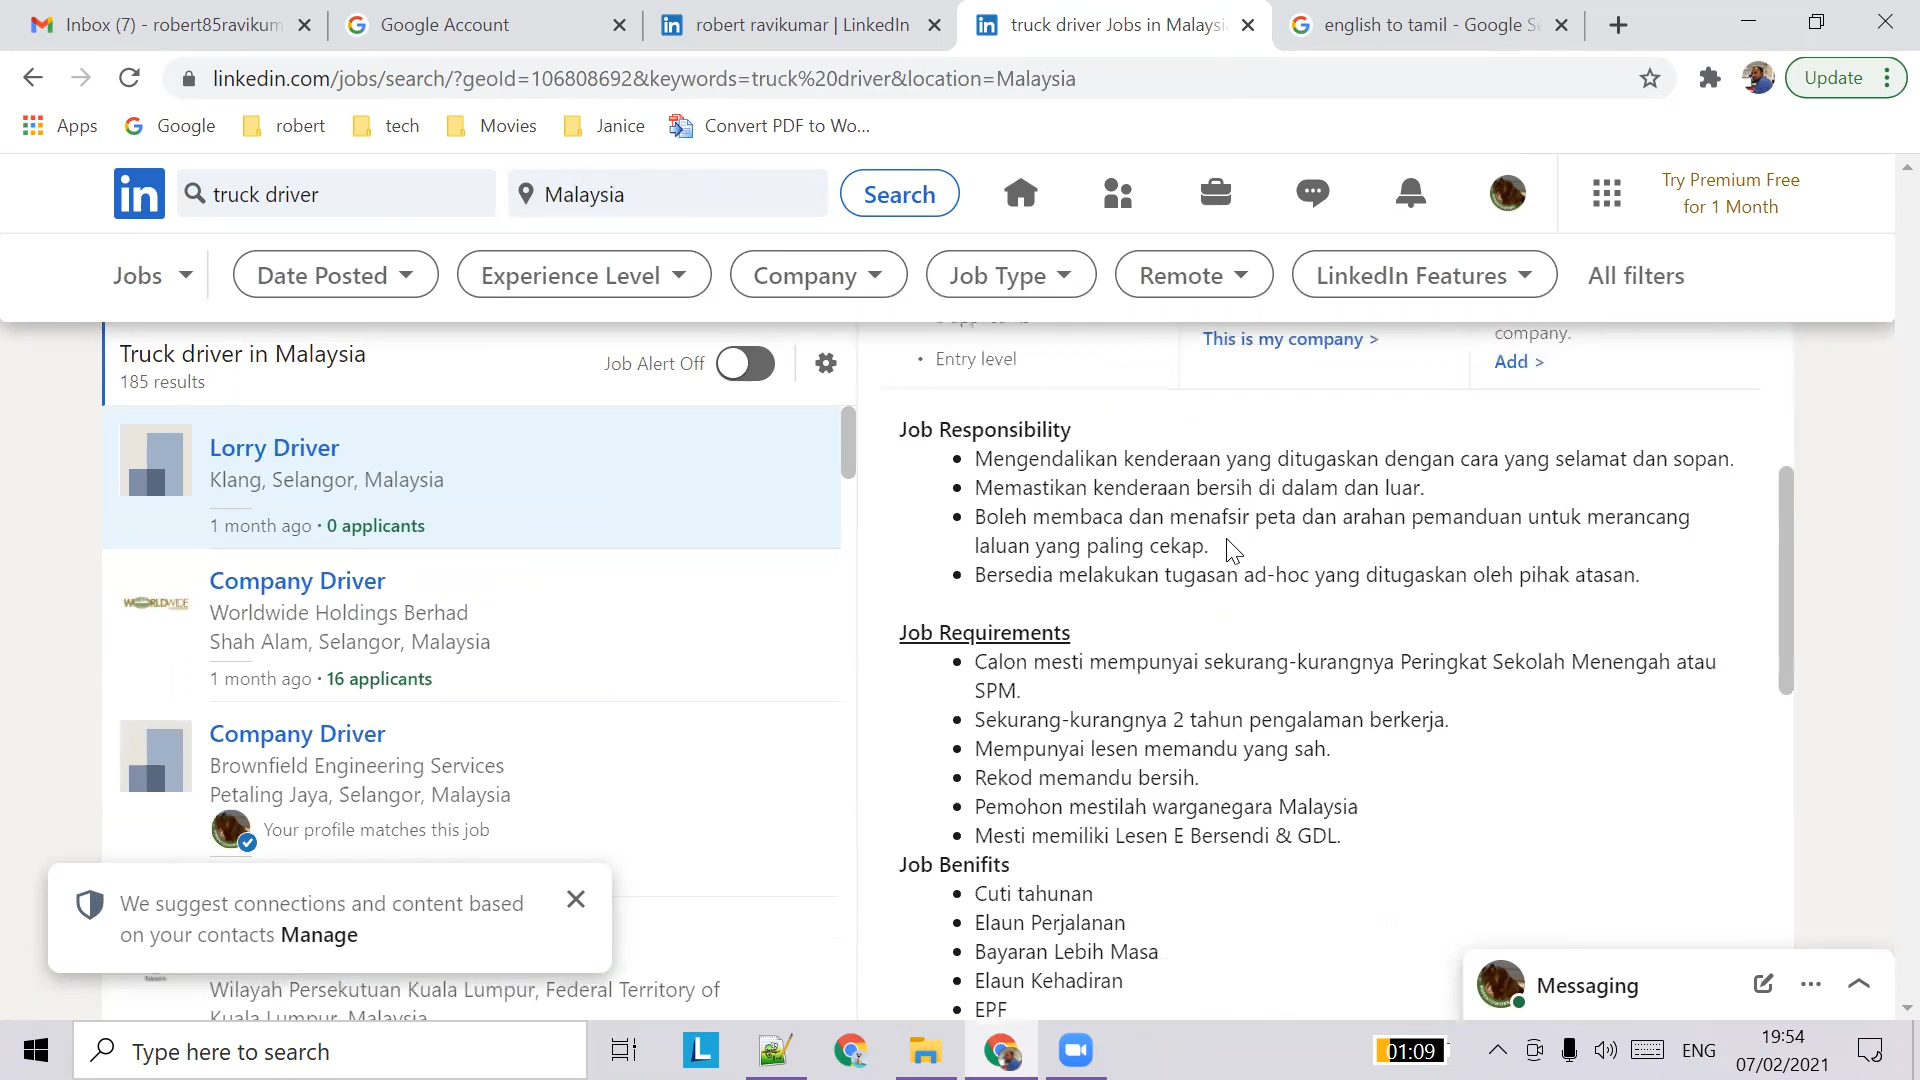 Inbox (7) - robert85ravikum
Google Account
robert ravikumar | LinkedIn
truck driver Jobs in Malaysi
english to tamil - Google Se
linkedin.com/jobs/search/?geoId=106808692&keywords=truck%20driver&location=Malaysia
Update
Apps
Google
robert
tech
Movies
Janice
Convert PDF to Wo...
in
truck driver
Malaysia
Search
Try Premium Free
for 1 Month
Jobs
Date Posted
Experience Level
Company
Job Type
Remote
LinkedIn Features
All filters
Truck driver in Malaysia
185 results
Job Alert Off
Lorry Driver
Klang, Selangor, Malaysia
1 month ago · 0 applicants
WORLDWIDE
Company Driver
Worldwide Holdings Berhad
Shah Alam, Selangor, Malaysia
1 month ago · 16 applicants
Company Driver
Brownfield Engineering Services
Petaling Jaya, Selangor, Malaysia
Your profile matches this job
We suggest connections and content based
on your contacts Manage
Wilayah Persekutuan Kuala Lumpur, Federal Territory of
Kuala Lumpur, Malaysia
applicants
• Entry level
This is my company >
company.
Add >
Job Responsibility
• Mengendalikan kenderaan yang ditugaskan dengan cara yang selamat dan sopan.
• Memastikan kenderaan bersih di dalam dan luar.
• Boleh membaca dan menafsir peta dan arahan pemanduan untuk merancang
laluan yang paling cekap.
• Bersedia melakukan tugasan ad-hoc yang ditugaskan oleh pihak atasan.
Job Requirements
• Calon mesti mempunyai sekurang-kurangnya Peringkat Sekolah Menengah atau
SPM.
• Sekurang-kurangnya 2 tahun pengalaman berkerja.
• Mempunyai lesen memandu yang sah.
• Rekod memandu bersih.
• Pemohon mestilah warganegara Malaysia
• Mesti memiliki Lesen E Bersendi & GDL.
Job Benifits
• Cuti tahunan
• Elaun Perjalanan
• Bayaran Lebih Masa
• Elaun Kehadiran
• EPF
Messaging
Type here to search
L
01:09
ENG
19:54
07/02/2021